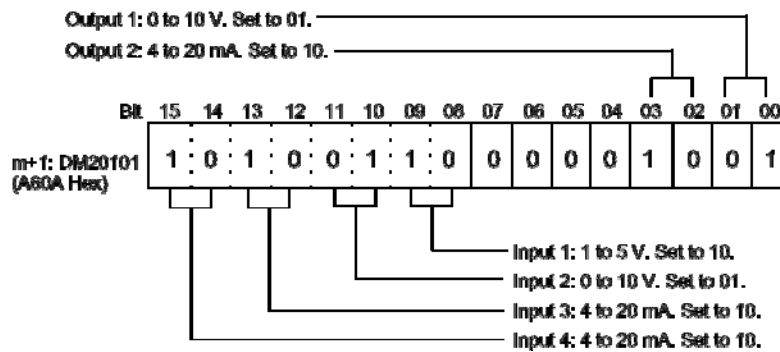 Output 1: 0 to 10 V. Set to 01.
Output 2: 4 to 20 mA. Set to 10.
Bit 15 14 13 12 11 10 09 08 07 06 05 04 03 02 01 00
m+1: DM20101 1 0 1 0 0 1 1 0 0 0 0 0 1 0 0 1
(A60A Hex)
Input 1: 1 to 5 V. Set to 10.
Input 2: 0 to 10 V. Set to 01.
Input 3: 4 to 20 mA. Set to 10.
Input 4: 4 to 20 mA. Set to 10.